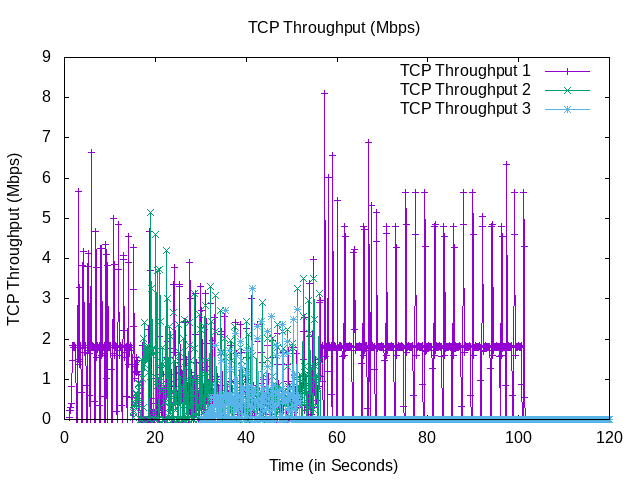 TCP Throughput (Mbps)
TCP Throughput 1
TCP Throughput 2
TCP Throughput 3
TCP Throughput (Mbps)
9
8
7
6
5
4
3
2
1
0
0 20 40 60 80 100 120
Time (in Seconds)